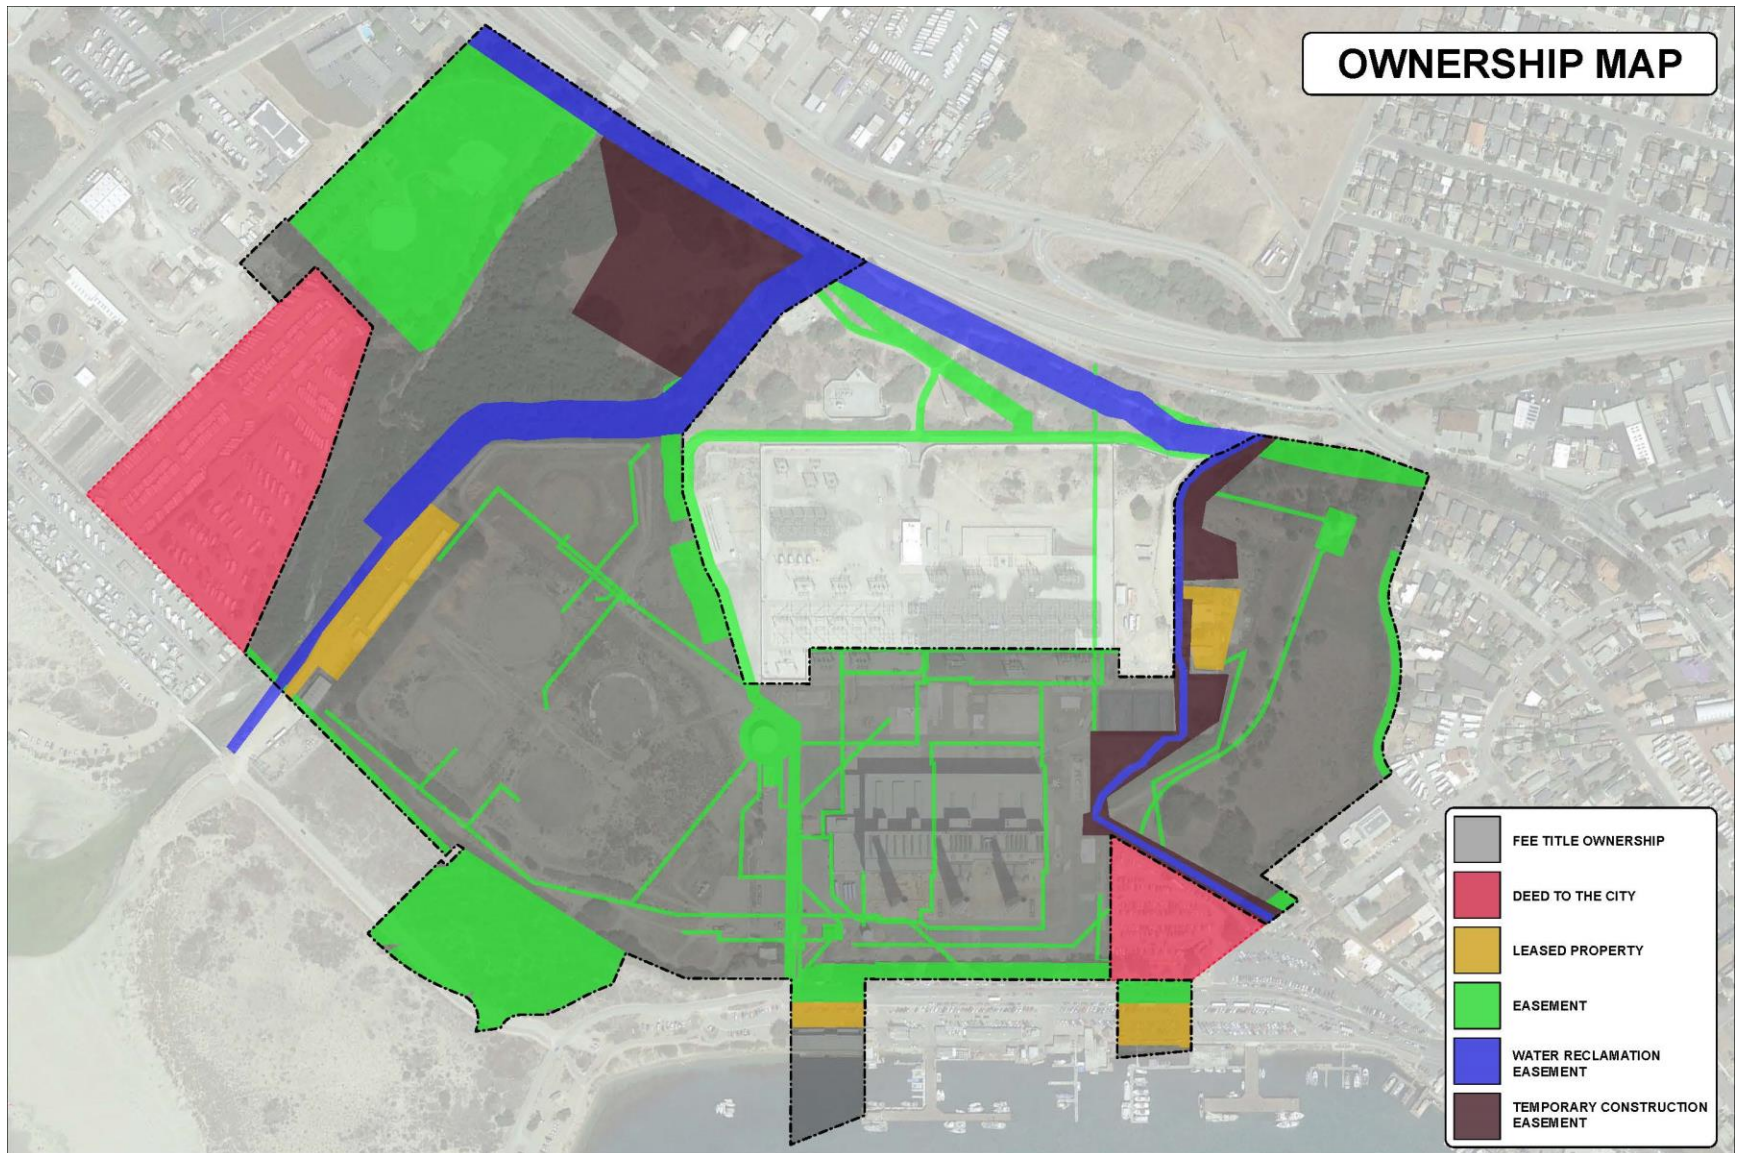 OWNERSHIP MAP
FEE TITLE OWNERSHIP
DEED TO THE CITY
LEASED PROPERTY
EASEMENT
WATER RECLAMATION
EASEMENT
TEMPORARY CONSTRUCTION
EASEMENT